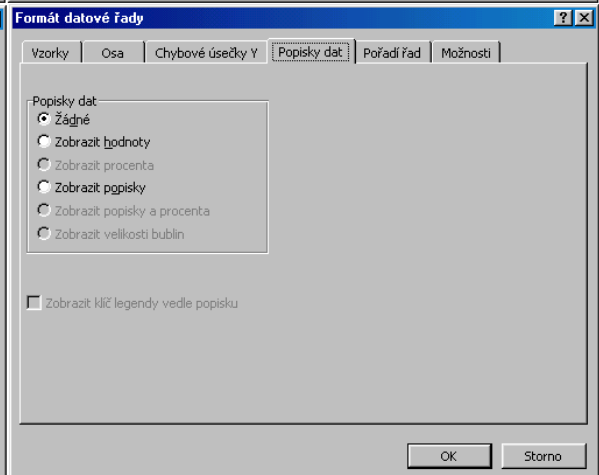 Formát datové řady
Vzorky Osa Chybové úsečky Y Popisky dat Pořadí řad Možnosti
Popisky dat
Žádné
Zobrazit hodnoty
Zobrazit procenta
Zobrazit popisky
Zobrazit popisky a procenta
Zobrazit velikosti bublin
Zobrazit klíč legendy vedle popisku
OK Storno